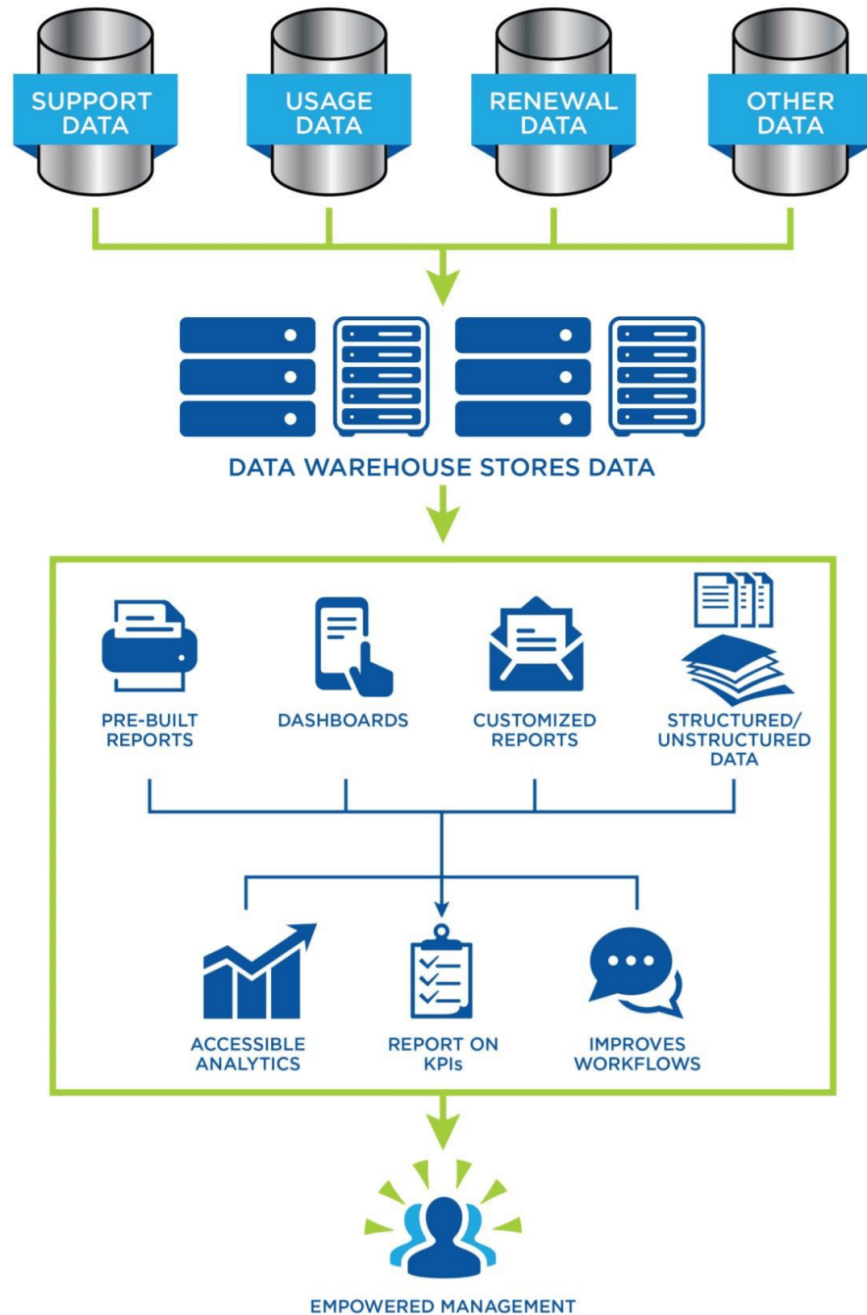 SUPPORT
DATA
USAGE
DATA
RENEWAL
DATA
OTHER
DATA
DATA WAREHOUSE STORES DATA
PRE-BUILT
REPORTS
DASHBOARDS
CUSTOMIZED
REPORTS
STRUCTURED/
UNSTRUCTURED
DATA
ACCESSIBLE
ANALYTICS
REPORT ON
KPIs
IMPROVES
WORKFLOWS
EMPOWERED MANAGEMENT